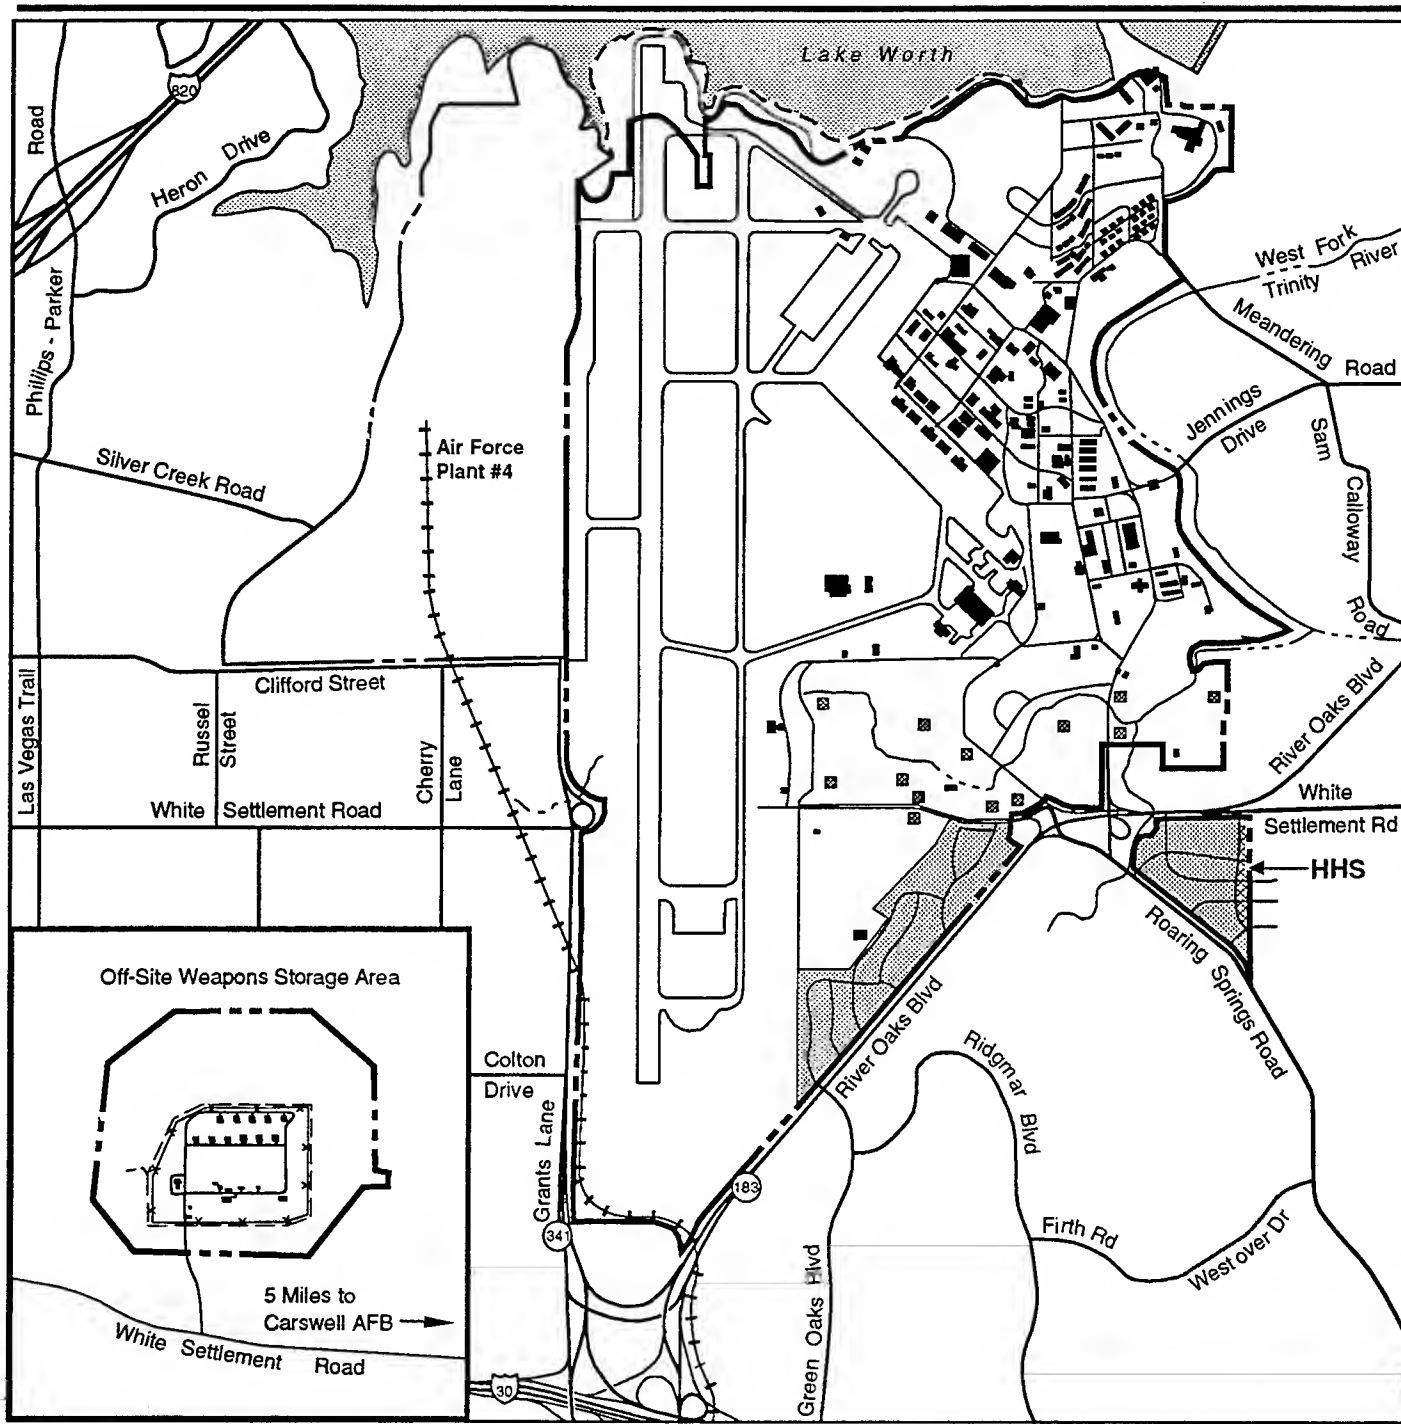 Lake Worth
820
Road
Heron Drive
West Fork
Trinity River
Phillips - Parker
Meandering
Road
Jennings
Drive
Sam
Calloway
Road
Air Force
Plant #4
Silver Creek Road
Clifford Street
Las Vegas Trail
Russel
Street
Cherry
Lane
River Oaks Blvd
White Settlement Road
White
Settlement Rd
HHS
Off-Site Weapons Storage Area
Roaring Springs Road
River Oaks Blvd
Ridgmar Blvd
Colton
Drive
Grants Lane
183
341
Firth Rd
Westover Dr
Green Oaks Blvd
5 Miles to
Carswell AFB
White Settlement Road
30